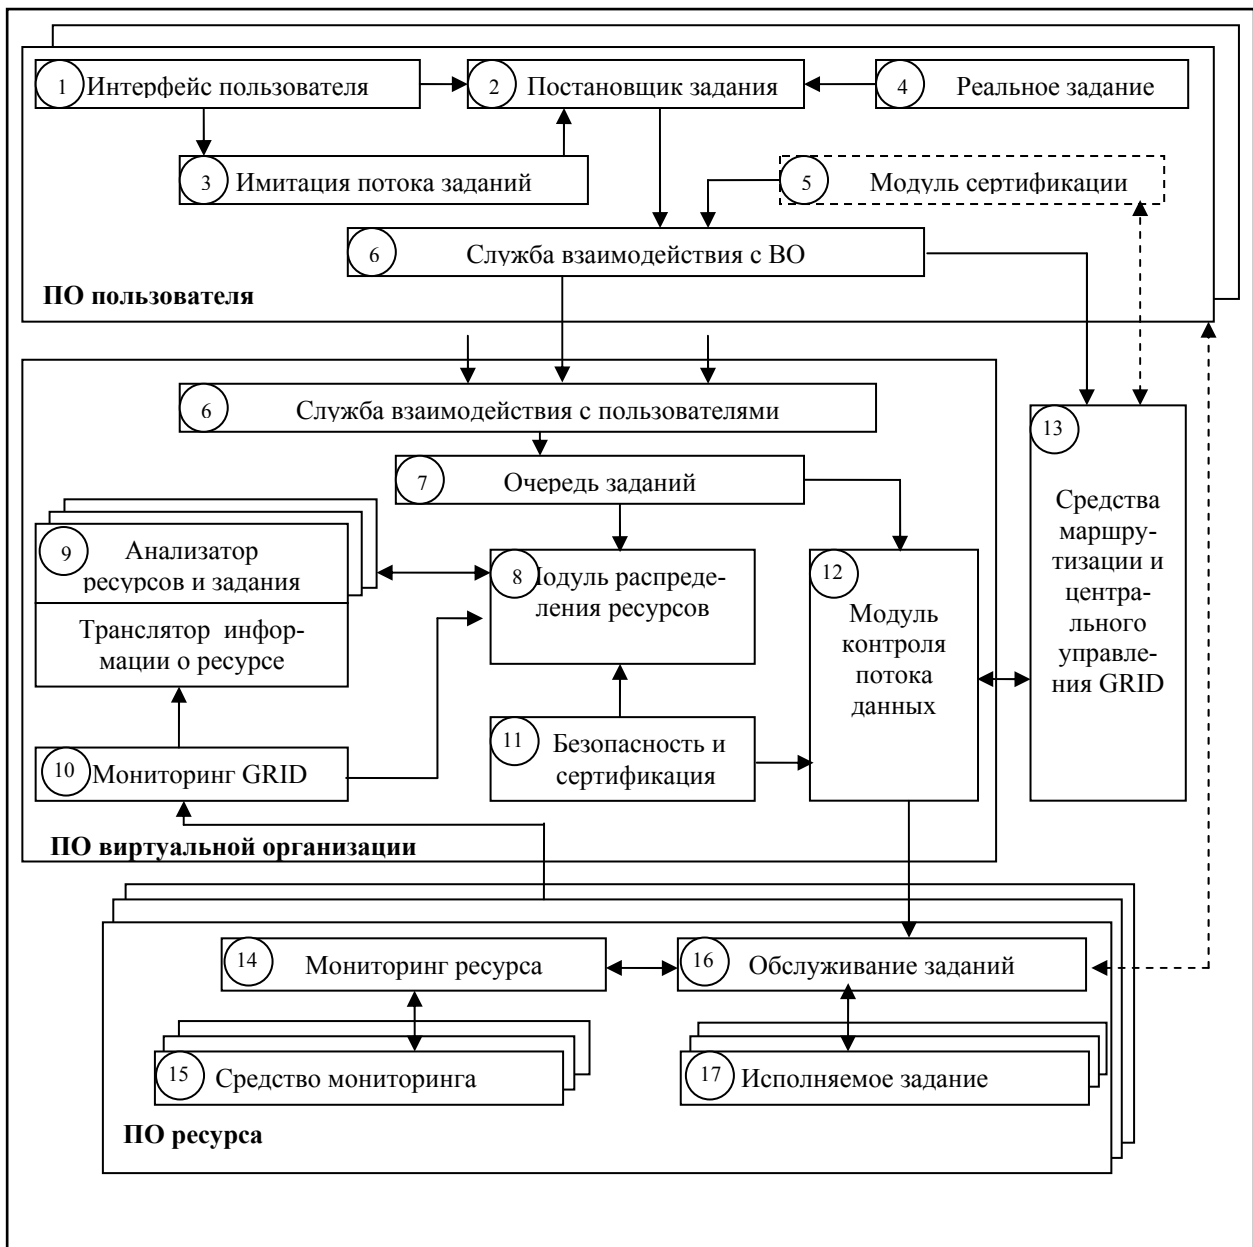 1 Интерфейс пользователя
2 Постановщик задания
4 Реальное задание
3 Имитация потока заданий
5 Модуль сертификации
6 Служба взаимодействия с ВО
ПО пользователя
6 Служба взаимодействия с пользователями
7 Очередь заданий
9 Анализатор
ресурсов и задания
Транслятор инфор-
мации о ресурсе
8 Модуль распреде-
ления ресурсов
12
Модуль
контроля
потока
данных
13
Средства
маршру-
тизации и
центра-
льного
управле-
ния GRID
10 Мониторинг GRID
11 Безопасность и
сертификация
ПО виртуальной организации
14 Мониторинг ресурса
16 Обслуживание заданий
15 Средство мониторинга
17 Исполняемое задание
ПО ресурса